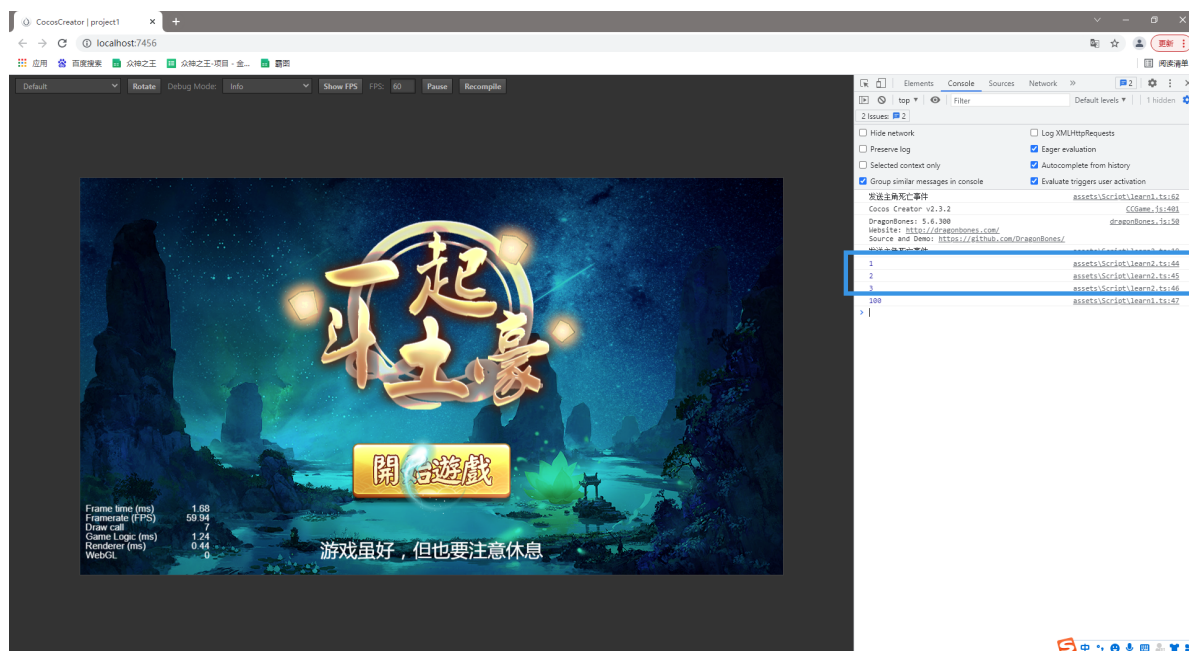 CocosCreator | project1
localhost:7456
更新
应用 百度搜索 众神之王 众神之王-项目 - 金... 霸图
阅读清单
Default Rotate Debug Mode: Info Show FPS FPS: 60 Pause Recompile
Elements Console Sources Network » 2
top ▼ Filter Default levels ▼ 1 hidden
2 Issues: 2
Hide network Log XMLHttpRequests
Preserve log Eager evaluation
Selected context only Autocomplete from history
Group similar messages in console Evaluate triggers user activation
发送主角死亡事件 assets\Script\learn1.ts:62
Cocos Creator v2.3.2 CCGame.js:401
DragonBones: 5.6.300 dragonBones.js:50
Website: http://dragonbones.com/
Source and Demo: https://github.com/DragonBones/
1 assets\Script\learn2.ts:44
2 assets\Script\learn2.ts:45
3 assets\Script\learn2.ts:46
100 assets\Script\learn1.ts:47
一起
斗土豪
開始遊戲
Frame time (ms) 1.68
Framerate (FPS) 59.94
Draw call 7
Game Logic (ms) 1.24
Renderer (ms) 0.44
WebGL 0
游戏虽好，但也要注意休息
中